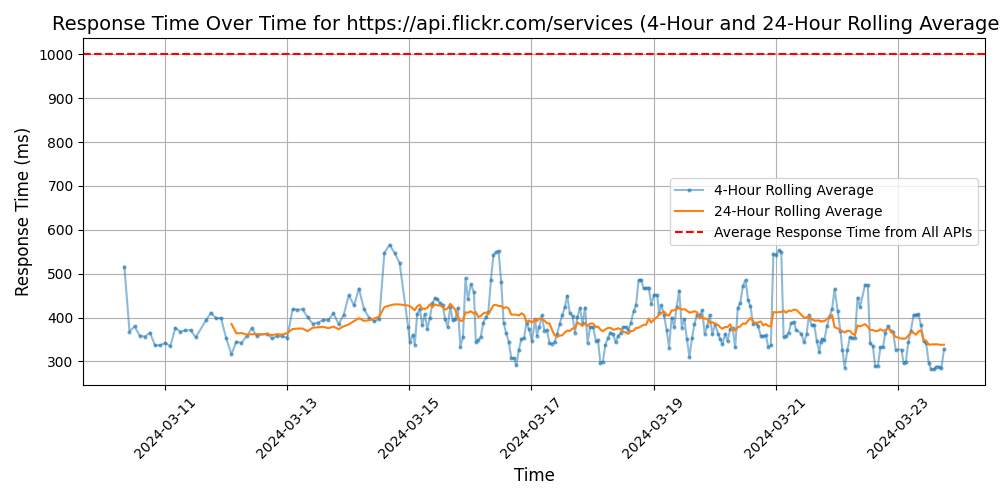 Response Time Over Time for https://api.flickr.com/services (4-Hour and 24-Hour Rolling Average
Response Time (ms)
1000
900
800
700
600
500
400
300
4-Hour Rolling Average
24-Hour Rolling Average
Average Response Time from All APIs
2024-03-11
2024-03-13
2024-03-15
2024-03-17
2024-03-19
2024-03-21
2024-03-23
Time